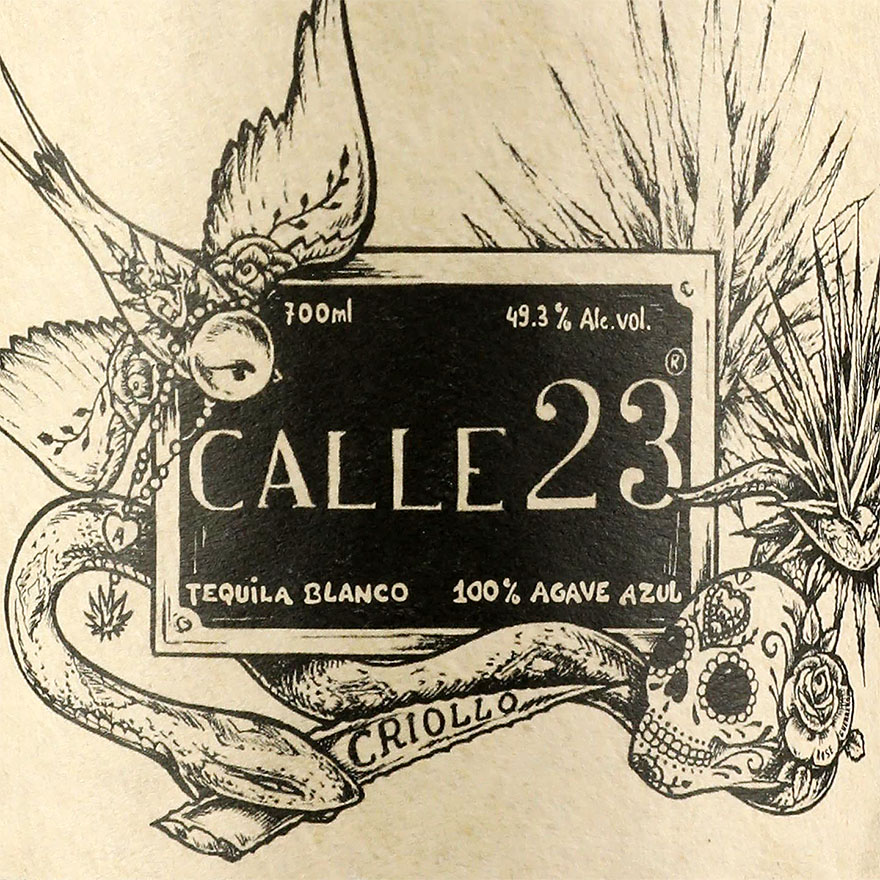 700ml 49.3% Alc.vol.
®
CALLE 23
TEQUiLA BLANCO 100% AGAVE AZUL
CRIOLLO
A